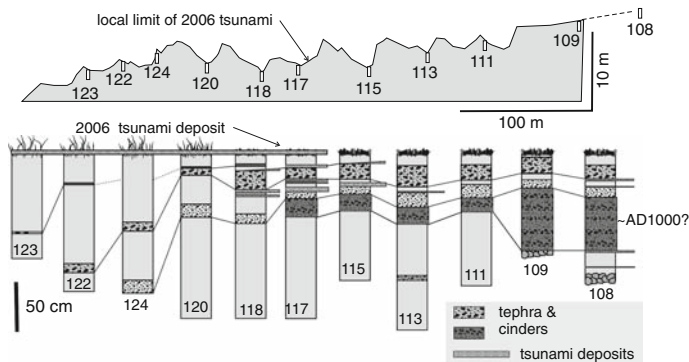 local limit of 2006 tsunami
108
109
123
122
124
120
118
117
115
113
111
10 m
100 m
2006 tsunami deposit
~AD1000?
123
122
124
120
118
117
115
113
111
109
108
50 cm
tephra &
cinders
tsunami deposits